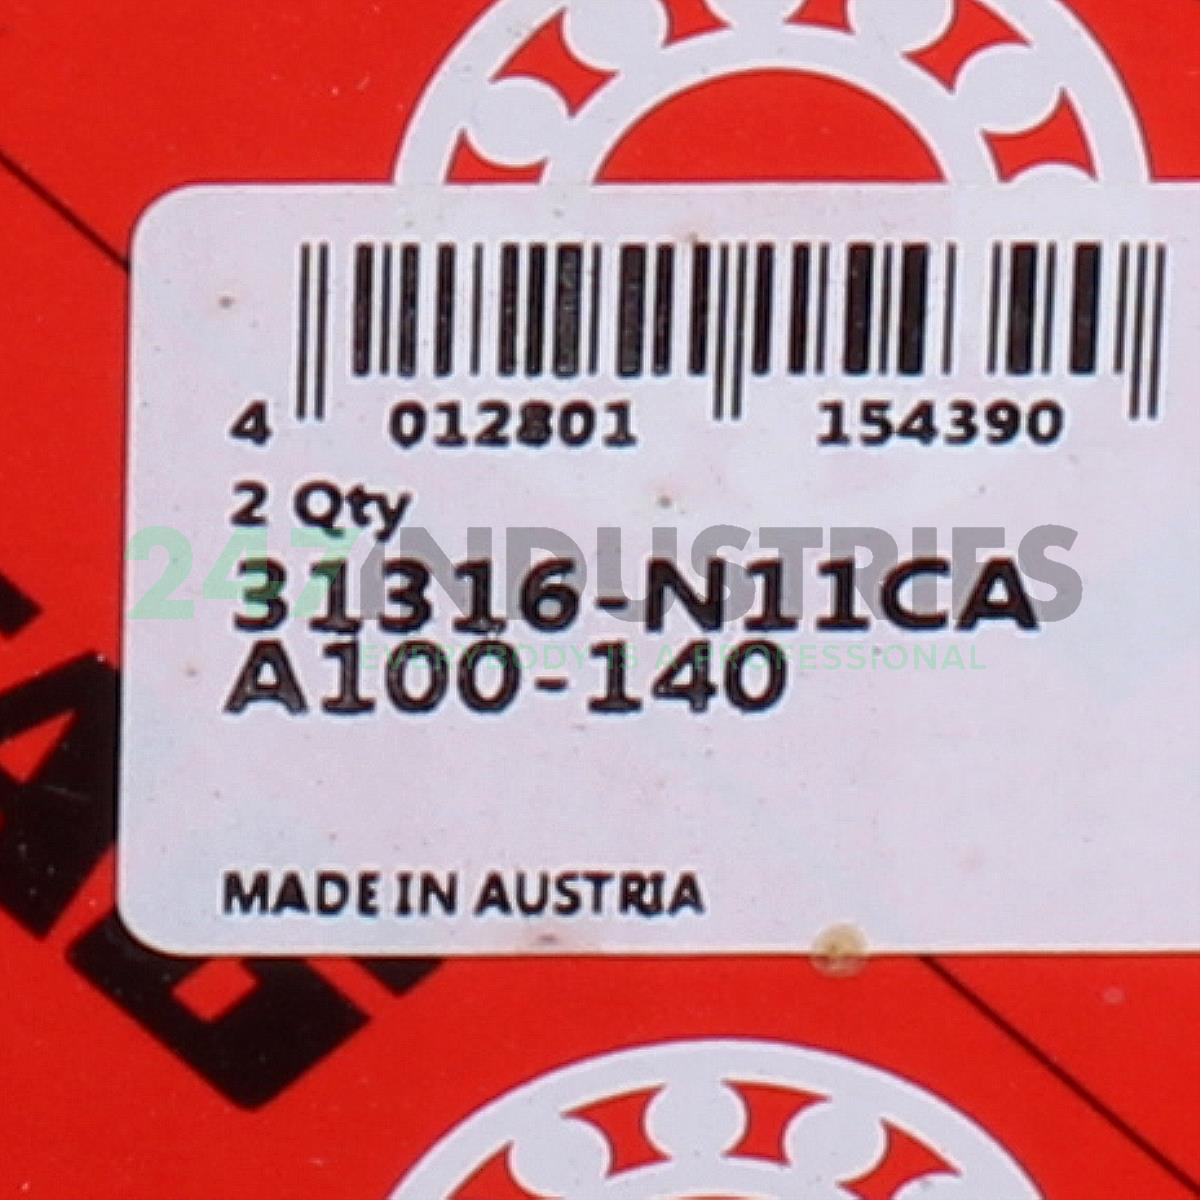 4 012801 154390
2 Qty
247INDUSTRIES
31316-N11CA
EVERYBODY IS A PROFESSIONAL
A100-140
MADE IN AUSTRIA